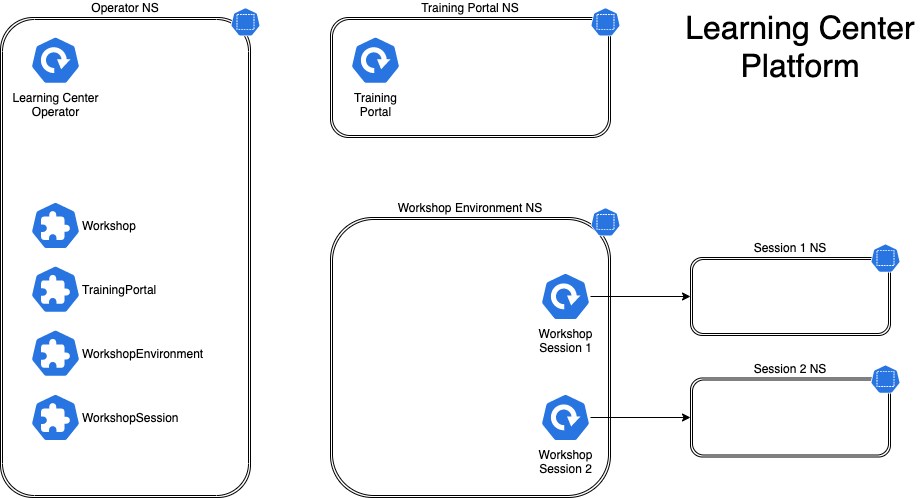 Operator NS
Training Portal NS
Learning Center
Platform
Learning Center
Operator
Training
Portal
Workshop
TrainingPortal
WorkshopEnvironment
WorkshopSession
Workshop Environment NS
Workshop
Session 1
Workshop
Session 2
Session 1 NS
Session 2 NS